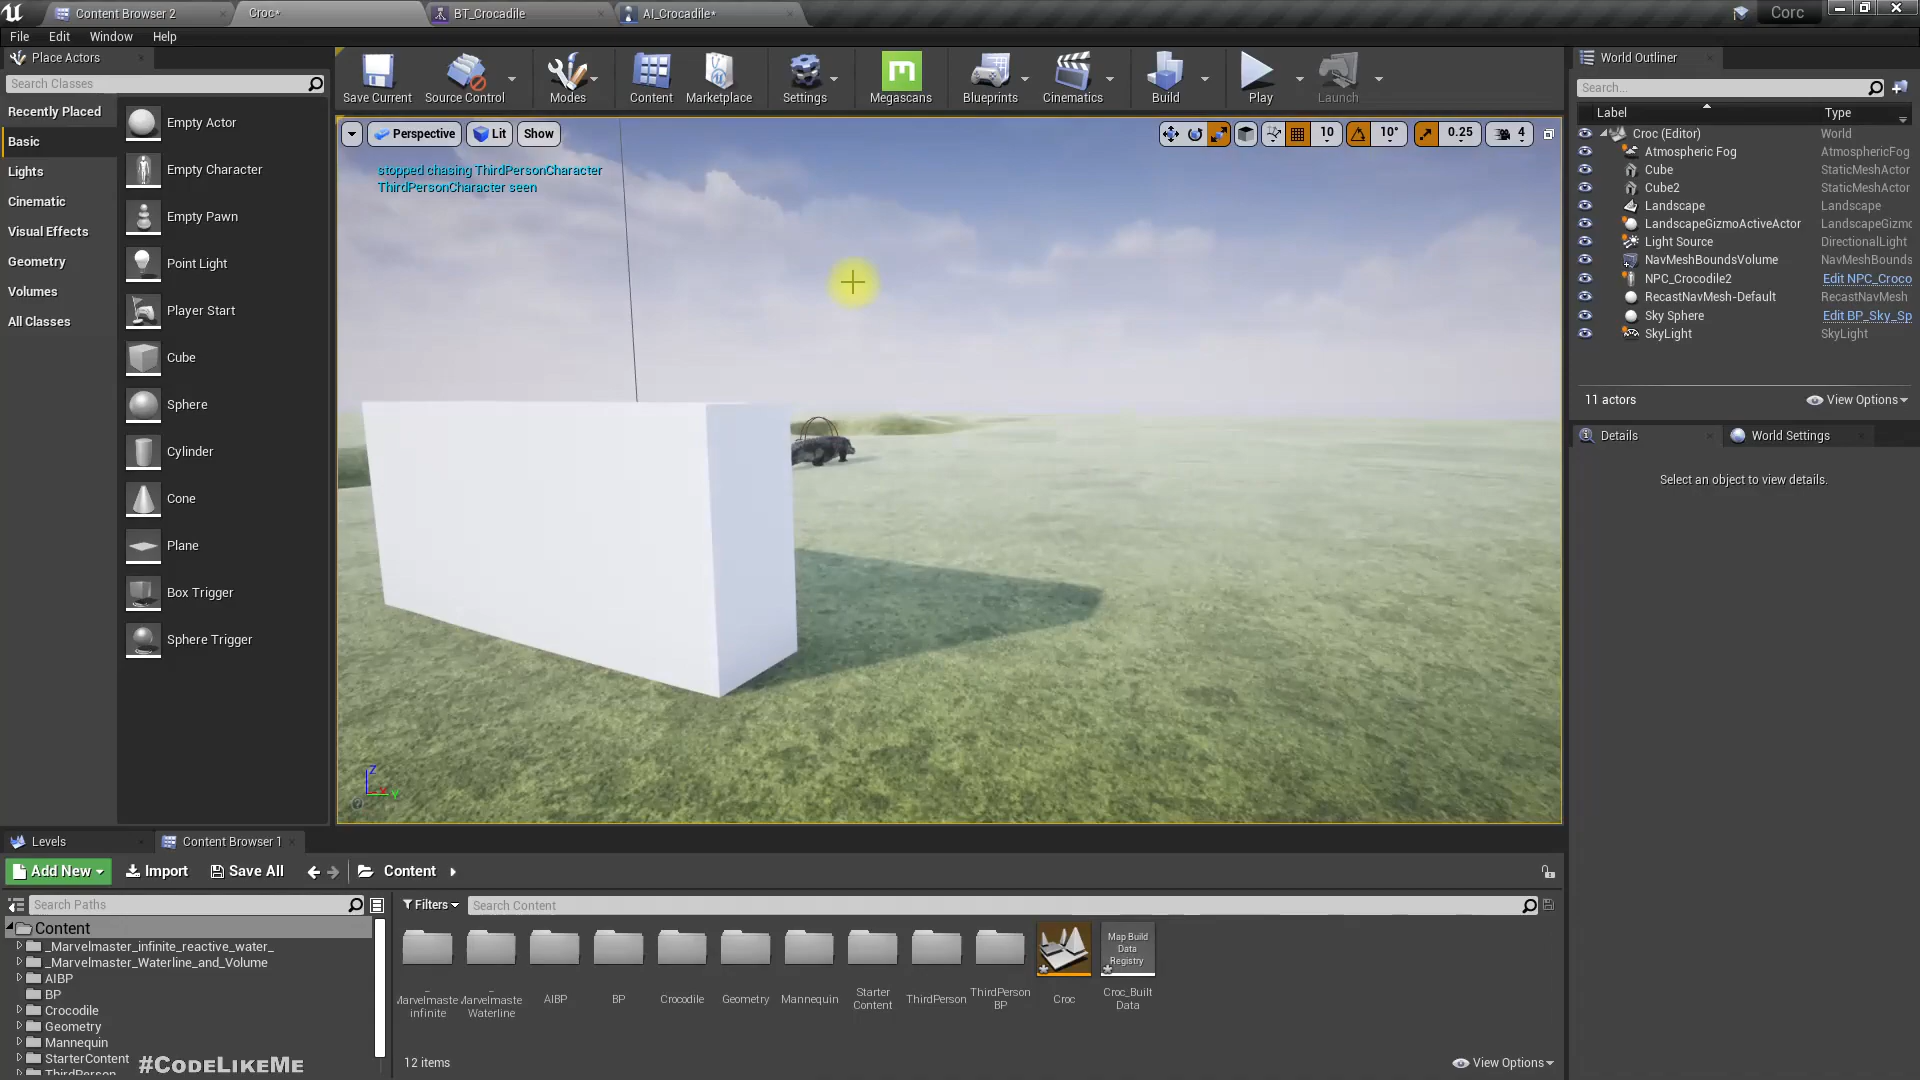 Content Browser 2
Croc*
BT_Crocadile
AI_Crocadile*
Corc
File Edit Window Help
Place Actors
Search Classes
Recently Placed
Basic
Lights
Cinematic
Visual Effects
Geometry
Volumes
All Classes
Empty Actor
Empty Character
Empty Pawn
Point Light
Player Start
Cube
Sphere
Cylinder
Cone
Plane
Box Trigger
Sphere Trigger
Save Current
Source Control
Modes
Content
Marketplace
Settings
Megascans
Blueprints
Cinematics
Build
Play
Launch
Perspective
Lit
Show
10
10°
0.25
4
stopped chasing ThirdPersonCharacter
ThirdPersonCharacter seen
Z
Y
World Outliner
Search...
Label Type
Croc (Editor) World
Atmospheric Fog AtmosphericFog
Cube StaticMeshActor
Cube2 StaticMeshActor
Landscape Landscape
LandscapeGizmoActiveActor LandscapeGizmo
Light Source DirectionalLight
NavMeshBoundsVolume NavMeshBounds
NPC_Crocodile2 Edit NPC_Croco
RecastNavMesh-Default RecastNavMesh
Sky Sphere Edit BP_Sky_Sp
SkyLight SkyLight
11 actors
View Options
Details
World Settings
Select an object to view details.
Levels
Content Browser 1
Add New
Import
Save All
Content
Search Paths
Filters
Search Content
Content
_Marvelmaster_infinite_reactive_water_
_Marvelmaster_Waterline_and_Volume
AIBP
BP
Crocodile
Geometry
Mannequin
StarterContent
ThirdPerson
_
Marvelmaste
infinite
_
Marvelmaste
Waterline
AIBP
BP
Crocodile
Geometry
Mannequin
Starter
Content
ThirdPerson
ThirdPerson
BP
Croc
Map Build
Data
Registry
Croc_Built
Data
12 items
View Options
#CodeLikeMe